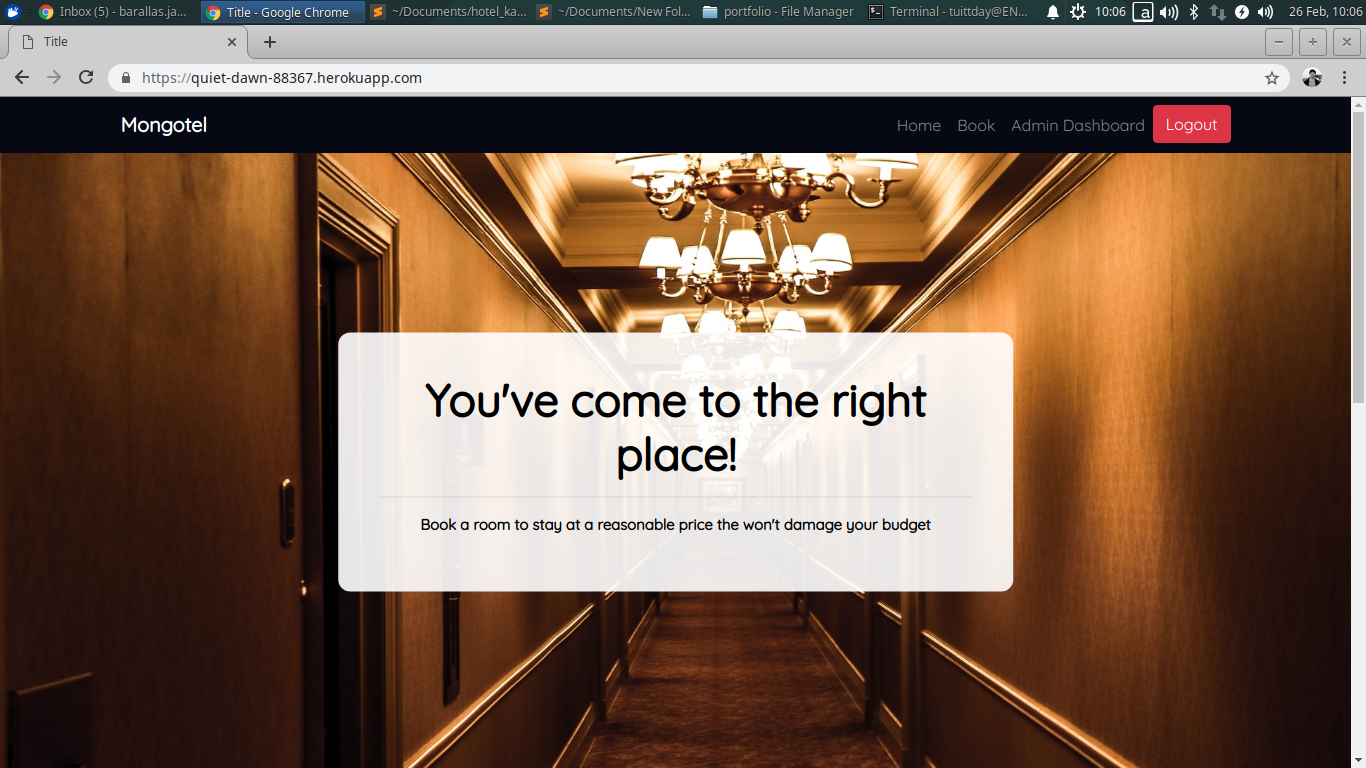 Inbox (5) - barallas.ja...
Title - Google Chrome
~/Documents/hotel_ka...
~/Documents/New Fol...
portfolio - File Manager
Terminal - tuittday@EN...
10:06
a
26 Feb, 10:06
Title
https://quiet-dawn-88367.herokuapp.com
Mongotel
Home
Book
Admin Dashboard
Logout
You've come to the right
place!
Book a room to stay at a reasonable price the won't damage your budget